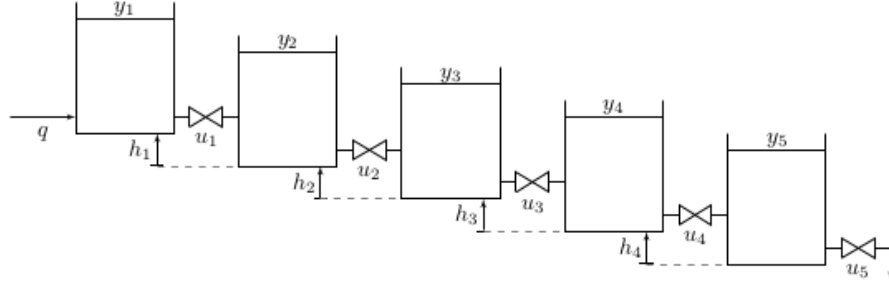 y₁
y₂
y₃
y₄
y₅
q
u₁
u₂
u₃
u₄
u₅
h₁
h₂
h₃
h₄